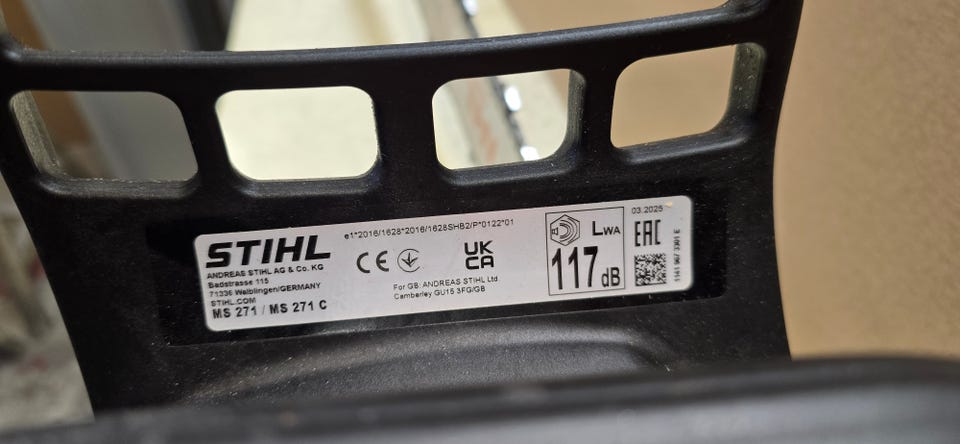 STIHL
ANDREAS STIHL AG & Co. KG
Badstrasse 115
71336 Waiblingen/GERMANY
STIHL.COM
MS 271 / MS 271 C
e1*2016/1628*2016/1628SHB2/P*0122*01
CE
UK
CA
For GB: ANDREAS STIHL Ltd.
Camberley GU15 3FG/GB
LWA
117 dB
03.2025
EAC